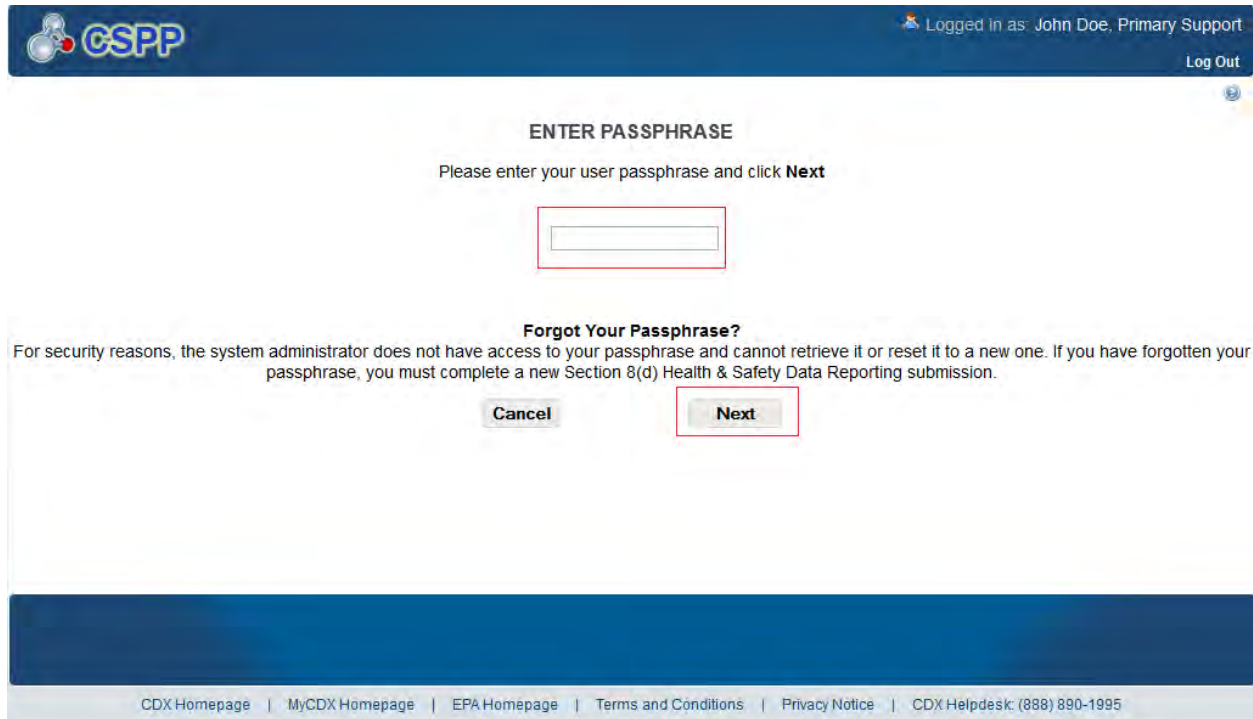 CSPP
Logged in as: John Doe, Primary Support
Log Out
ENTER PASSPHRASE
Please enter your user passphrase and click Next
Forgot Your Passphrase?
For security reasons, the system administrator does not have access to your passphrase and cannot retrieve it or reset it to a new one. If you have forgotten your
passphrase, you must complete a new Section 8(d) Health & Safety Data Reporting submission.
Cancel Next
CDX Homepage | MyCDX Homepage | EPA Homepage | Terms and Conditions | Privacy Notice | CDX Helpdesk: (888) 890-1995